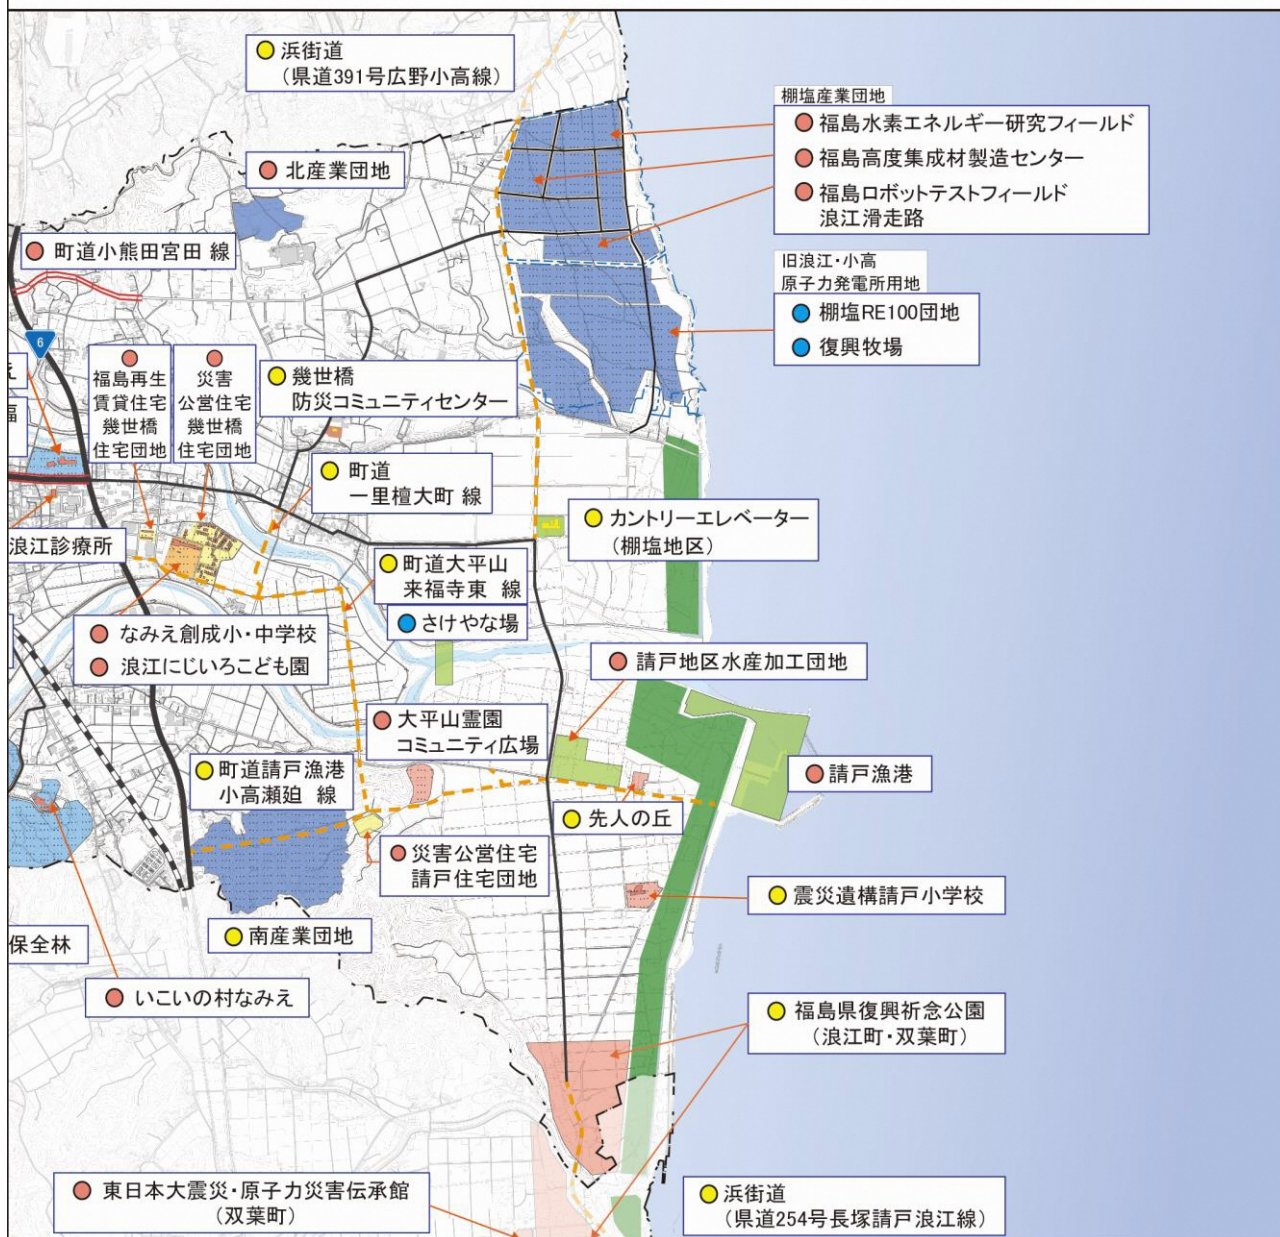 浜街道
（県道391号広野小高線）
棚塩産業団地
福島水素エネルギー研究フィールド
福島高度集成材製造センター
福島ロボットテストフィールド
浪江滑走路
北産業団地
町道小熊田宮田 線
旧浪江・小高
原子力発電所用地
棚塩RE100団地
復興牧場
6
福島再生
賃貸住宅
幾世橋
住宅団地
災害
公営住宅
幾世橋
住宅団地
幾世橋
防災コミュニティセンター
町道
一里檀大町 線
カントリーエレベーター
（棚塩地区）
浪江診療所
町道大平山
来福寺東 線
さけやな場
なみえ創成小・中学校
浪江にじいろこども園
請戸地区水産加工団地
大平山霊園
コミュニティ広場
町道請戸漁港
小高瀬廹 線
請戸漁港
先人の丘
災害公営住宅
請戸住宅団地
震災遺構請戸小学校
南産業団地
保全林
いこいの村なみえ
福島県復興祈念公園
（浪江町・双葉町）
東日本大震災・原子力災害伝承館
（双葉町）
浜街道
（県道254号長塚請戸浪江線）